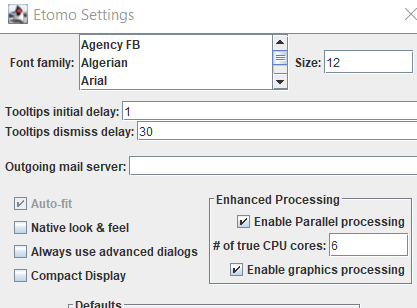 Etomo Settings
Font family:
Agency FB
Algerian
Arial
Size: 12
Tooltips initial delay: 1
Tooltips dismiss delay: 30
Outgoing mail server:
Auto-fit
Native look & feel
Always use advanced dialogs
Compact Display
Enhanced Processing
Enable Parallel processing
# of true CPU cores: 6
Enable graphics processing
Defaults